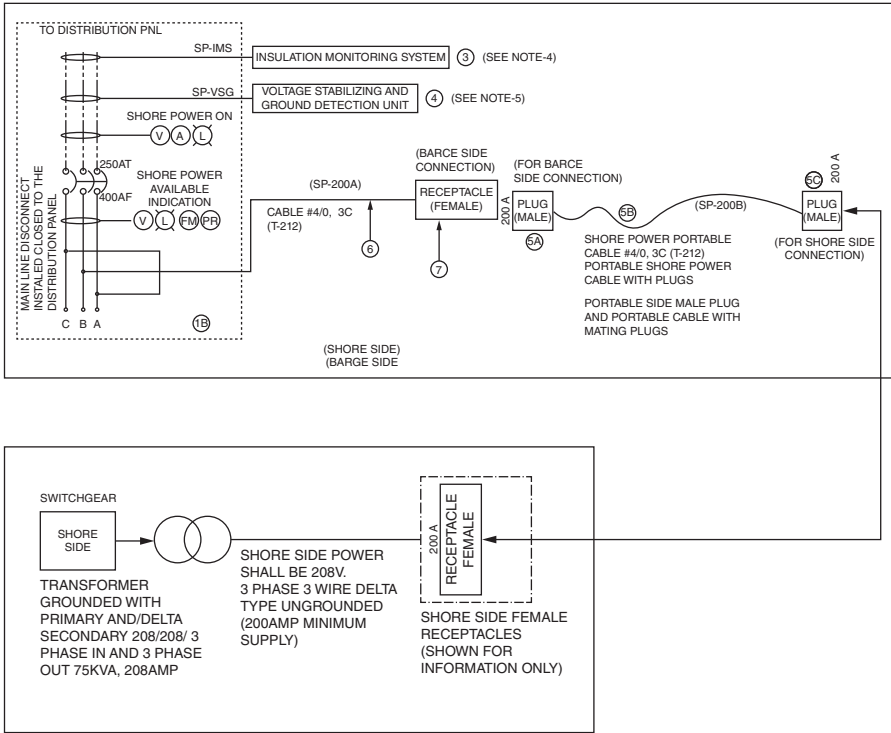 TO DISTRIBUTION PNL
SP-IMS
INSULATION MONITORING SYSTEM
3
(SEE NOTE-4)
SP-VSG
VOLTAGE STABILIZING AND
GROUND DETECTION UNIT
4
(SEE NOTE-5)
SHORE POWER ON
V A L
250AT
400AF
SHORE POWER
AVAILABLE
INDICATION
V L FM PR
MAIN LINE DISCONNECT
INSTALED CLOSED TO THE
DISTRIBUTION PANEL
C B A
1B
(SP-200A)
CABLE #4/0, 3C
(T-212)
6
(BARCE SIDE
CONNECTION)
RECEPTACLE
(FEMALE)
7
200 A
(FOR BARCE
SIDE CONNECTION)
PLUG
(MALE)
5A
5B
(SP-200B)
SHORE POWER PORTABLE
CABLE #4/0, 3C (T-212)
PORTABLE SHORE POWER
CABLE WITH PLUGS
PORTABLE SIDE MALE PLUG
AND PORTABLE CABLE WITH
MATING PLUGS
5C
200 A
PLUG
(MALE)
(FOR SHORE SIDE
CONNECTION)
(SHORE SIDE)
(BARGE SIDE
SWITCHGEAR
SHORE
SIDE
TRANSFORMER
GROUNDED WITH
PRIMARY AND/DELTA
SECONDARY 208/208/ 3
PHASE IN AND 3 PHASE
OUT 75KVA, 208AMP
SHORE SIDE POWER
SHALL BE 208V.
3 PHASE 3 WIRE DELTA
TYPE UNGROUNDED
(200AMP MINIMUM
SUPPLY)
200 A
RECEPTACLE
FEMALE
SHORE SIDE FEMALE
RECEPTACLES
(SHOWN FOR
INFORMATION ONLY)